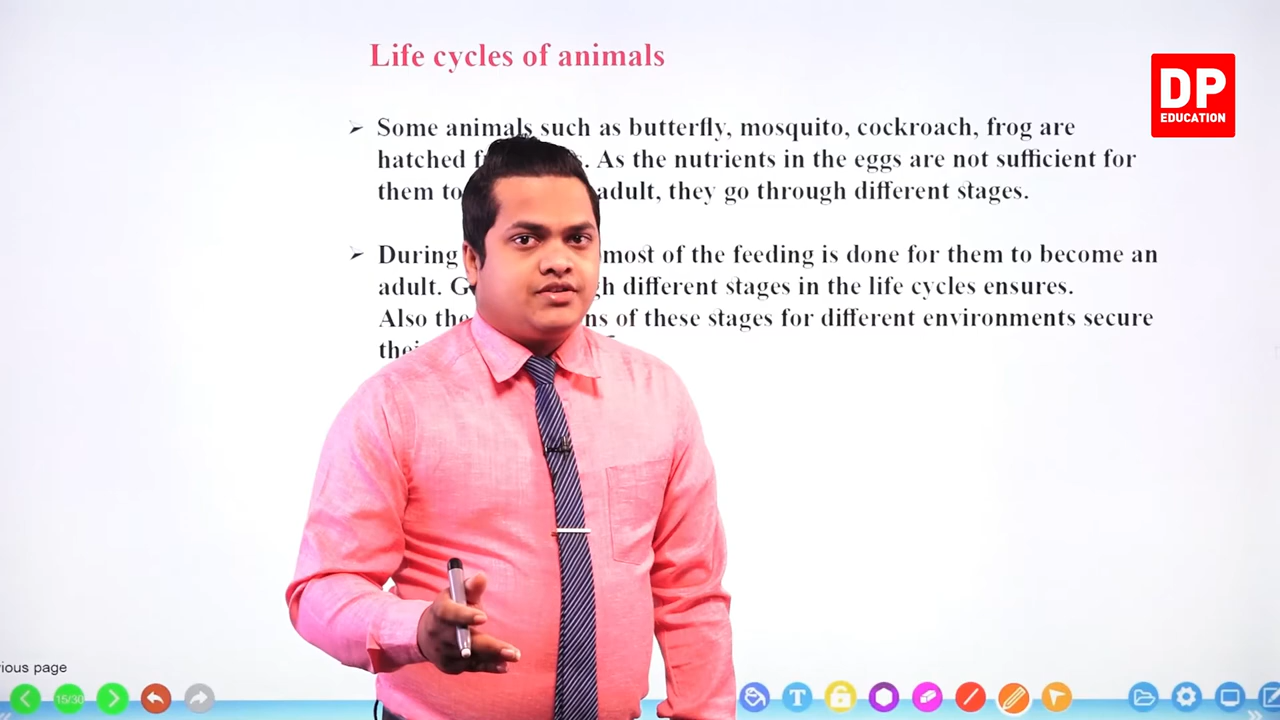 Life cycles of animals
DP
EDUCATION
Some animals such as butterfly, mosquito, cockroach, frog are
hatched . As the nutrients in the eggs are not sufficient for
them to adult, they go through different stages.
During most of the feeding is done for them to become an
adult. different stages in the life cycles ensures.
Also of these stages for different environments secure
vious page
15/30
T